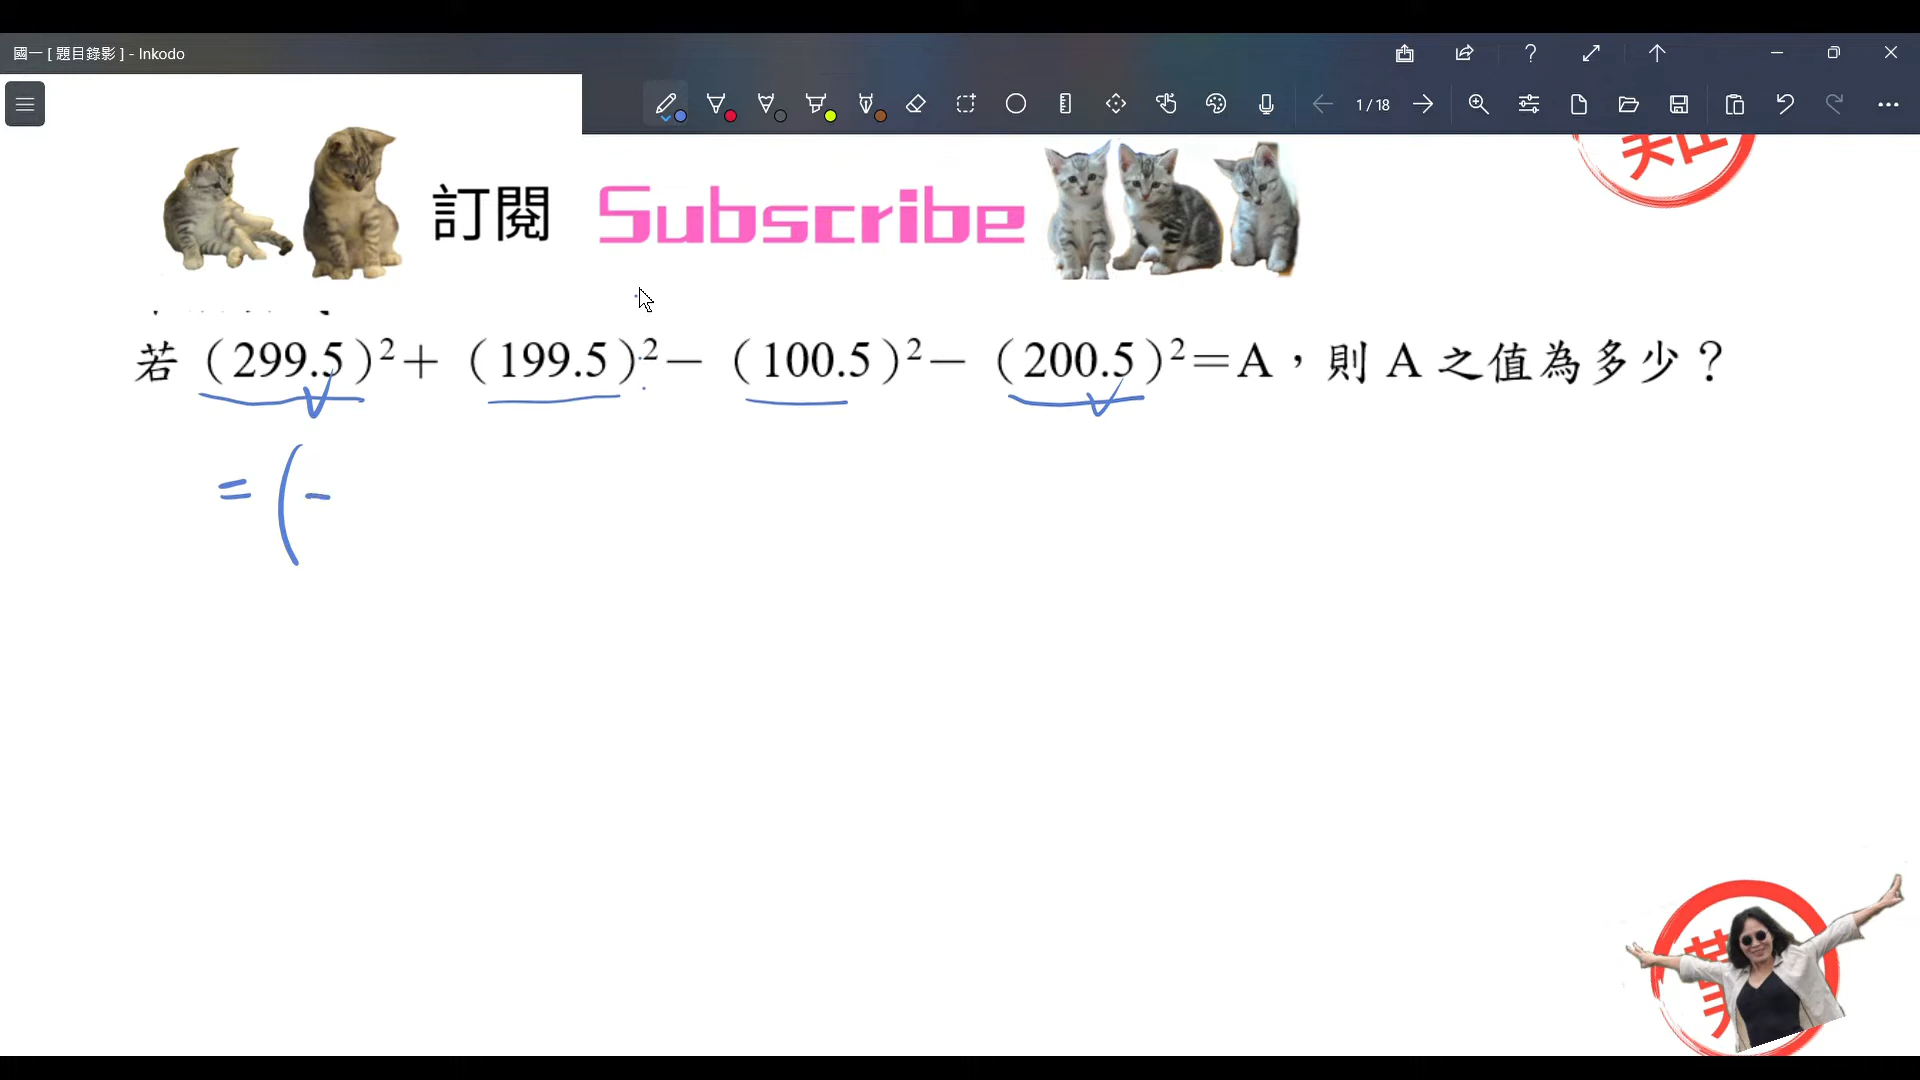 國一 [ 題目錄影 ] - Inkodo
1 / 18
訂閱 Subscribe
若 (299.5)²+ (199.5)²− (100.5)²− (200.5)²=A，則 A 之值為多少？
= ( -